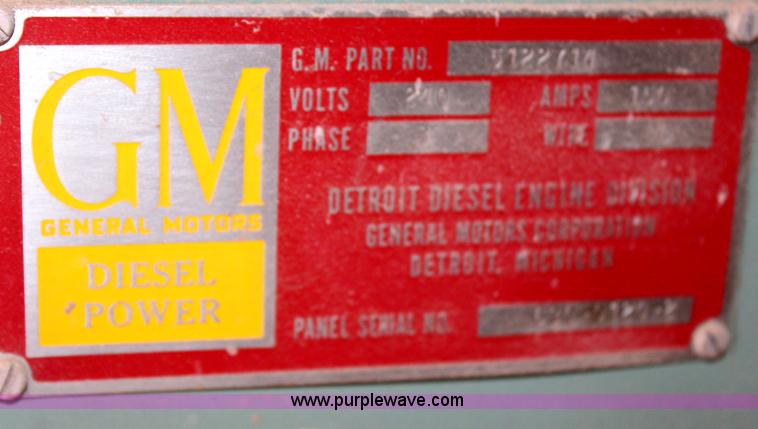 GM
GENERAL MOTORS
DIESEL
POWER
G.M. PART NO.
VOLTS AMPS
PHASE WIRE
DETROIT DIESEL ENGINE DIVISION
GENERAL MOTORS CORPORATION
DETROIT, MICHIGAN
PANEL SERIAL NO.
www.purplewave.com